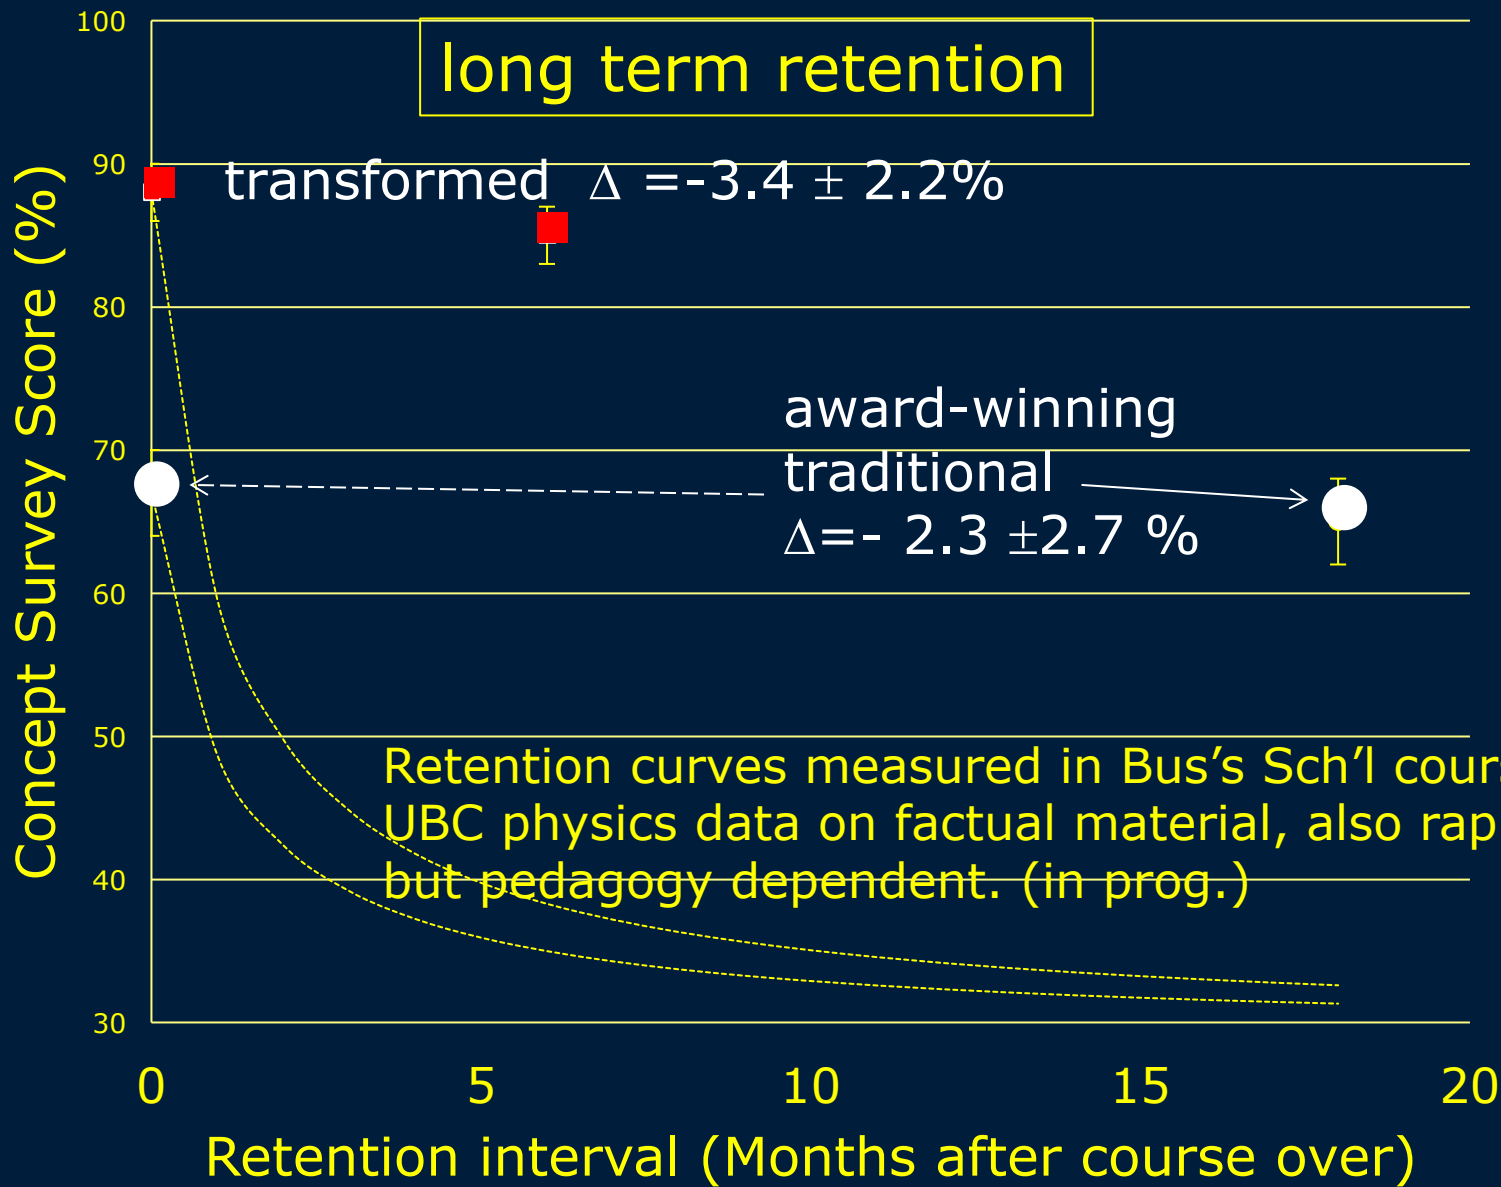 long term retention
100
90
80
70
60
50
40
30
Concept Survey Score (%)
transformed Δ =-3.4 ± 2.2%
award-winning
traditional
Δ=- 2.3 ±2.7 %
Retention curves measured in Bus's Sch'l
UBC physics data on factual material, also
but pedagogy dependent. (in prog.)
0 5 10 15 20
Retention interval (Months after course over)